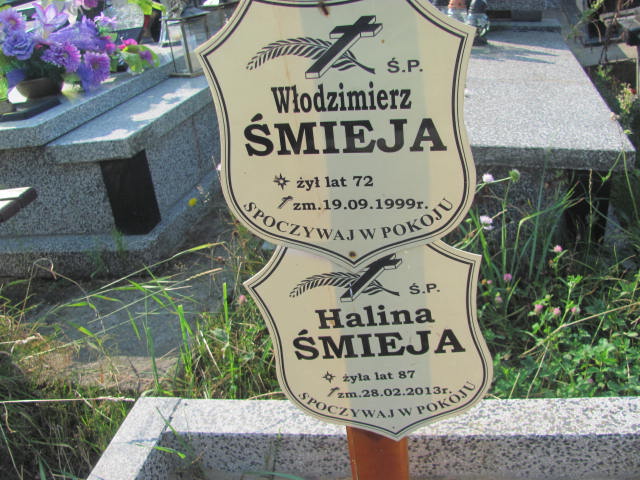 Ś.P.
Włodzimierz
ŚMIEJA
żył lat 72
zm.19.09.1999r.
SPOCZYWAJ W POKOJU
Ś.P.
Halina
ŚMIEJA
żyła lat 87
zm.28.02.2013r.
SPOCZYWAJ W POKOJU